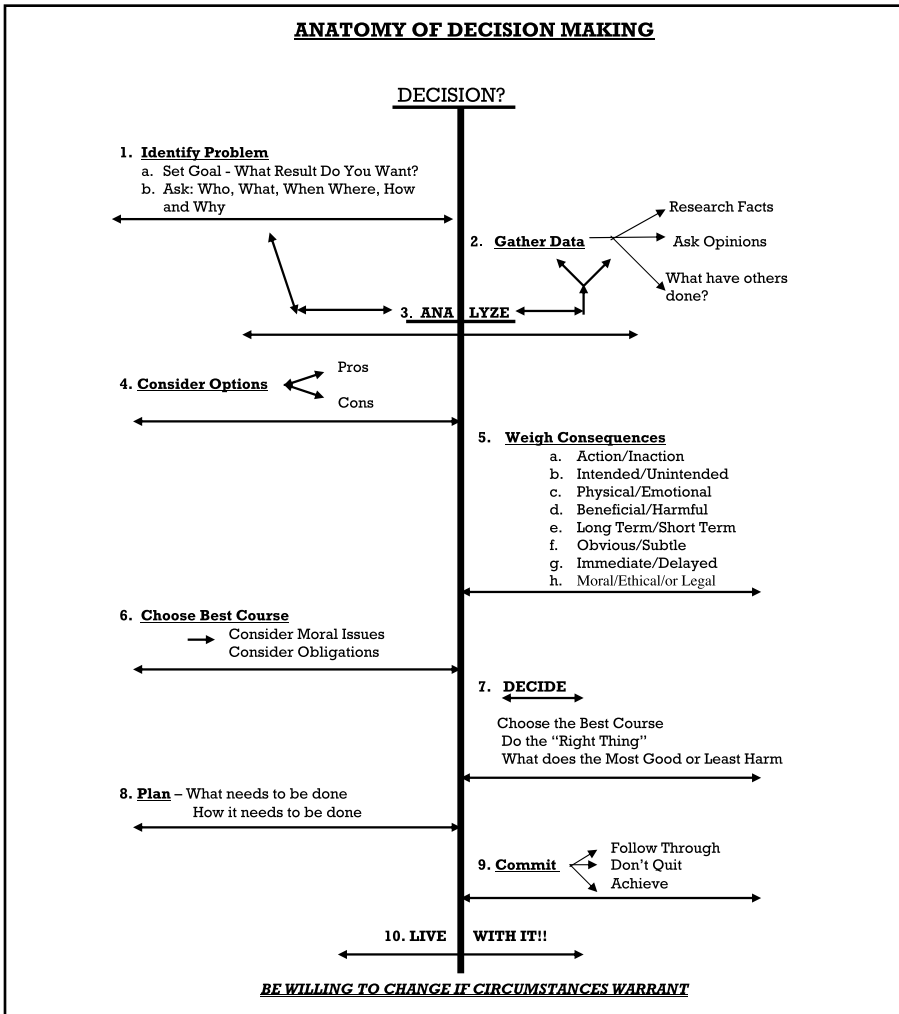 ANATOMY OF DECISION MAKING
DECISION?
1. Identify Problem
a. Set Goal - What Result Do You Want?
b. Ask: Who, What, When Where, How
and Why
2. Gather Data
Research Facts
Ask Opinions
What have others
done?
3. ANA LYZE
4. Consider Options
Pros
Cons
5. Weigh Consequences
a. Action/Inaction
b. Intended/Unintended
c. Physical/Emotional
d. Beneficial/Harmful
e. Long Term/Short Term
f. Obvious/Subtle
g. Immediate/Delayed
h. Moral/Ethical/or Legal
6. Choose Best Course
Consider Moral Issues
Consider Obligations
7. DECIDE
Choose the Best Course
Do the “Right Thing”
What does the Most Good or Least Harm
8. Plan – What needs to be done
How it needs to be done
9. Commit
Follow Through
Don’t Quit
Achieve
10. LIVE WITH IT!!
BE WILLING TO CHANGE IF CIRCUMSTANCES WARRANT